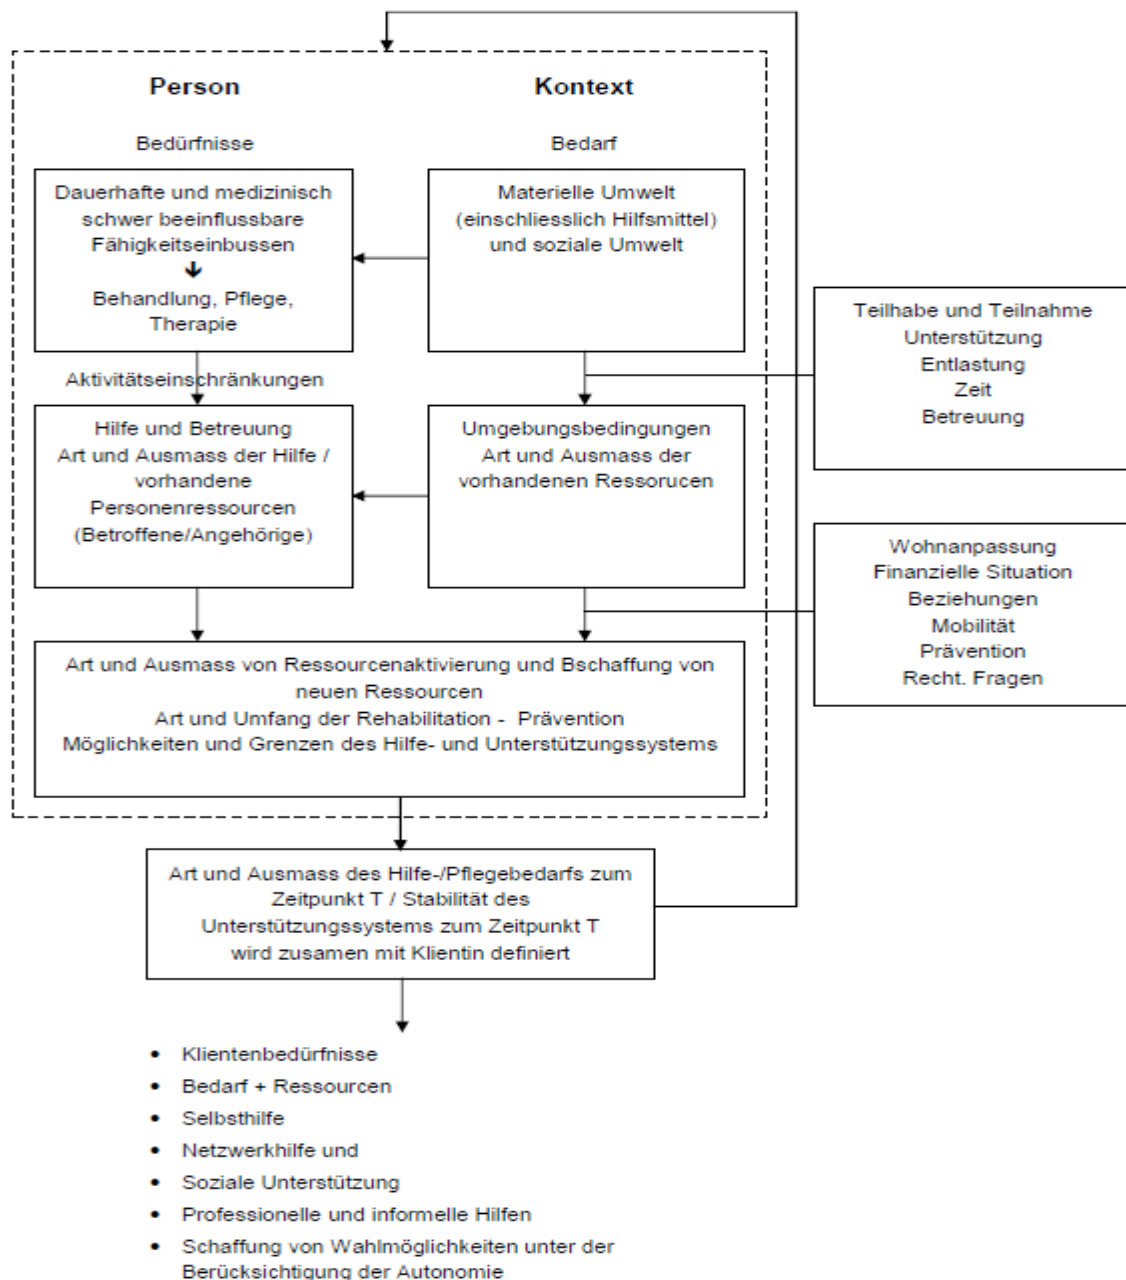 Person
Kontext
Bedürfnisse
Bedarf
Dauerhafte und medizinisch
schwer beeinflussbare
Fähigkeitseinbussen
Behandlung, Pflege,
Therapie
Materielle Umwelt
(einschliesslich Hilfsmittel)
und soziale Umwelt
Teilhabe und Teilnahme
Unterstützung
Entlastung
Zeit
Betreuung
Aktivitätseinschränkungen
Hilfe und Betreuung
Art und Ausmass der Hilfe /
vorhandene
Personenressourcen
(Betroffene/Angehörige)
Umgebungsbedingungen
Art und Ausmass der
vorhandenen Ressorucen
Wohnanpassung
Finanzielle Situation
Beziehungen
Mobilität
Prävention
Recht. Fragen
Art und Ausmass von Ressourcenaktivierung und Bschaffung von
neuen Ressourcen
Art und Umfang der Rehabilitation - Prävention
Möglichkeiten und Grenzen des Hilfe- und Unterstützungssystems
Art und Ausmass des Hilfe-/Pflegebedarfs zum
Zeitpunkt T / Stabilität des
Unterstützungssystems zum Zeitpunkt T
wird zusamen mit Klientin definiert
• Klientenbedürfnisse
• Bedarf + Ressourcen
• Selbsthilfe
• Netzwerkhilfe und
• Soziale Unterstützung
• Professionelle und informelle Hilfen
• Schaffung von Wahlmöglichkeiten unter der
Berücksichtigung der Autonomie